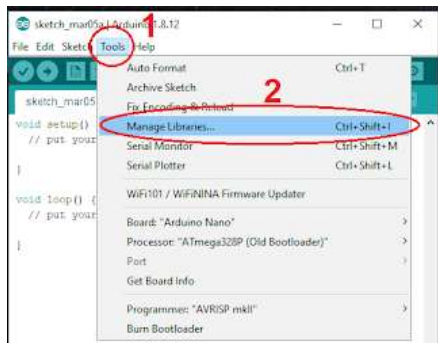 sketch_mar05a | Arduino 1.8.12
File Edit Sketch Tools Help
1
2
Auto Format Ctrl+T
Archive Sketch
Fix Encoding & Reload
Manage Libraries... Ctrl+Shift+I
Serial Monitor Ctrl+Shift+M
Serial Plotter Ctrl+Shift+L
WiFi101 / WiFiNINA Firmware Updater
Board: "Arduino Nano"
Processor: "ATmega328P (Old Bootloader)"
Port
Get Board Info
Programmer: "AVRISP mkII"
Burn Bootloader
sketch_mar05
void setup()
// put your
}
void loop() {
// put your
}